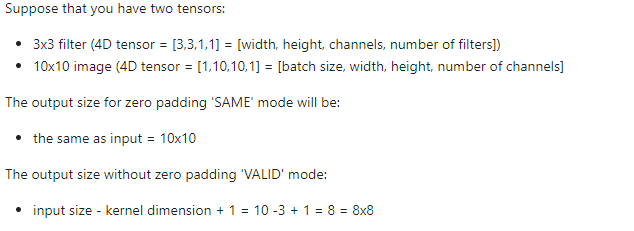 Suppose that you have two tensors:
• 3x3 filter (4D tensor = [3,3,1,1] = [width, height, channels, number of filters])
• 10x10 image (4D tensor = [1,10,10,1] = [batch size, width, height, number of channels]
The output size for zero padding 'SAME' mode will be:
• the same as input = 10x10
The output size without zero padding 'VALID' mode:
• input size - kernel dimension + 1 = 10 -3 + 1 = 8 = 8x8